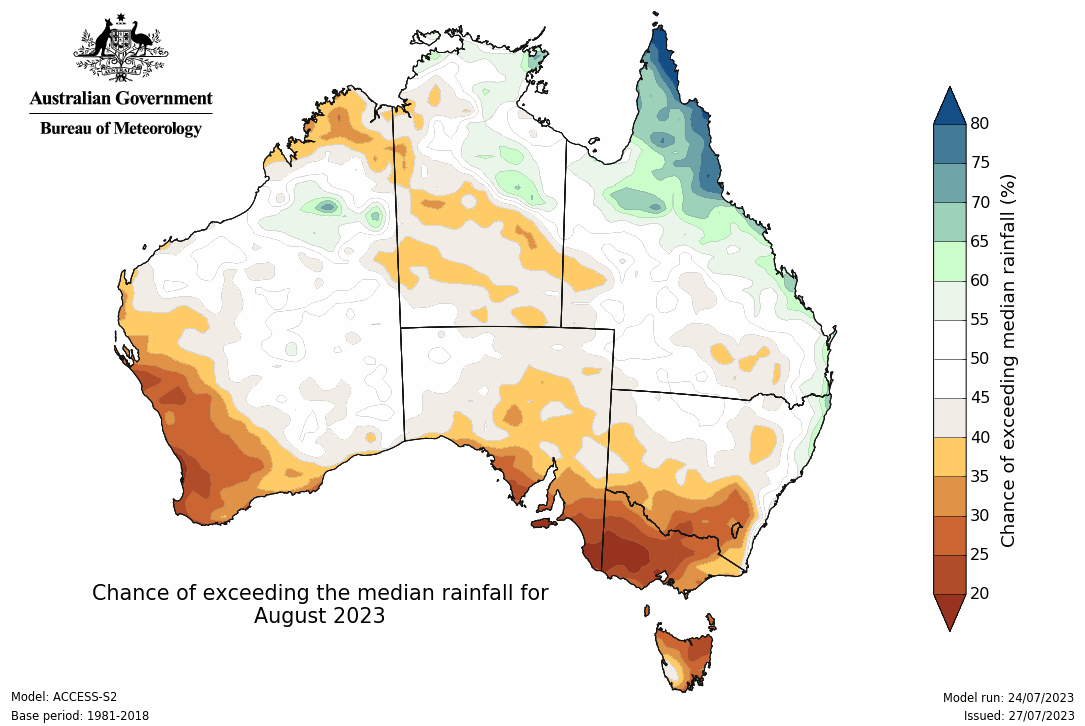 Australian Government
Bureau of Meteorology
80
75
70
65
60
55
50
45
40
35
30
25
20
Chance of exceeding median rainfall (%)
Chance of exceeding the median rainfall for
August 2023
Model: ACCESS-S2
Base period: 1981-2018
Model run: 24/07/2023
Issued: 27/07/2023